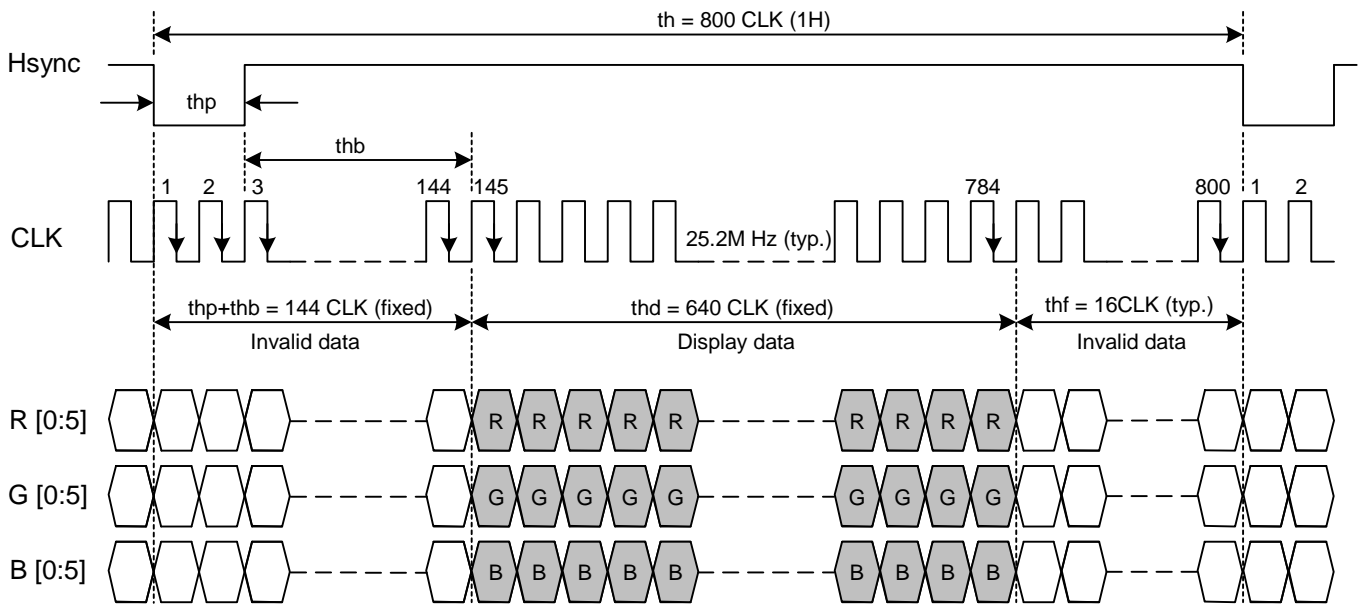 th = 800 CLK (1H)
Hsync
thp
thb
1 2 3 144 145 784 800 1 2
CLK
25.2M Hz (typ.)
thp+thb = 144 CLK (fixed) thd = 640 CLK (fixed) thf = 16CLK (typ.)
Invalid data Display data Invalid data
R [0:5] R R R R R R R R R
G [0:5] G G G G G G G G G
B [0:5] B B B B B B B B B